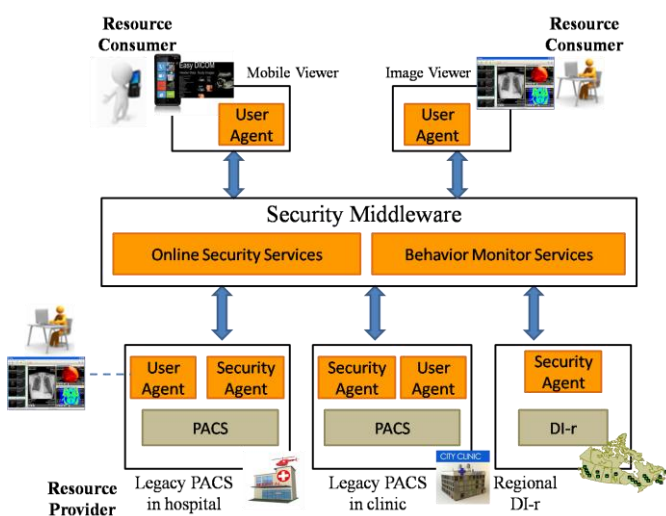 Resource
Consumer
Easy DICOM
Mobile Viewer
Image Viewer
Resource
Consumer
User
Agent
User
Agent
Security Middleware
Online Security Services
Behavior Monitor Services
User
Agent
Security
Agent
PACS
Security
Agent
User
Agent
PACS
Security
Agent
DI-r
CITY CLINIC
Resource
Provider
Legacy PACS
in hospital
Legacy PACS
in clinic
Regional
DI-r